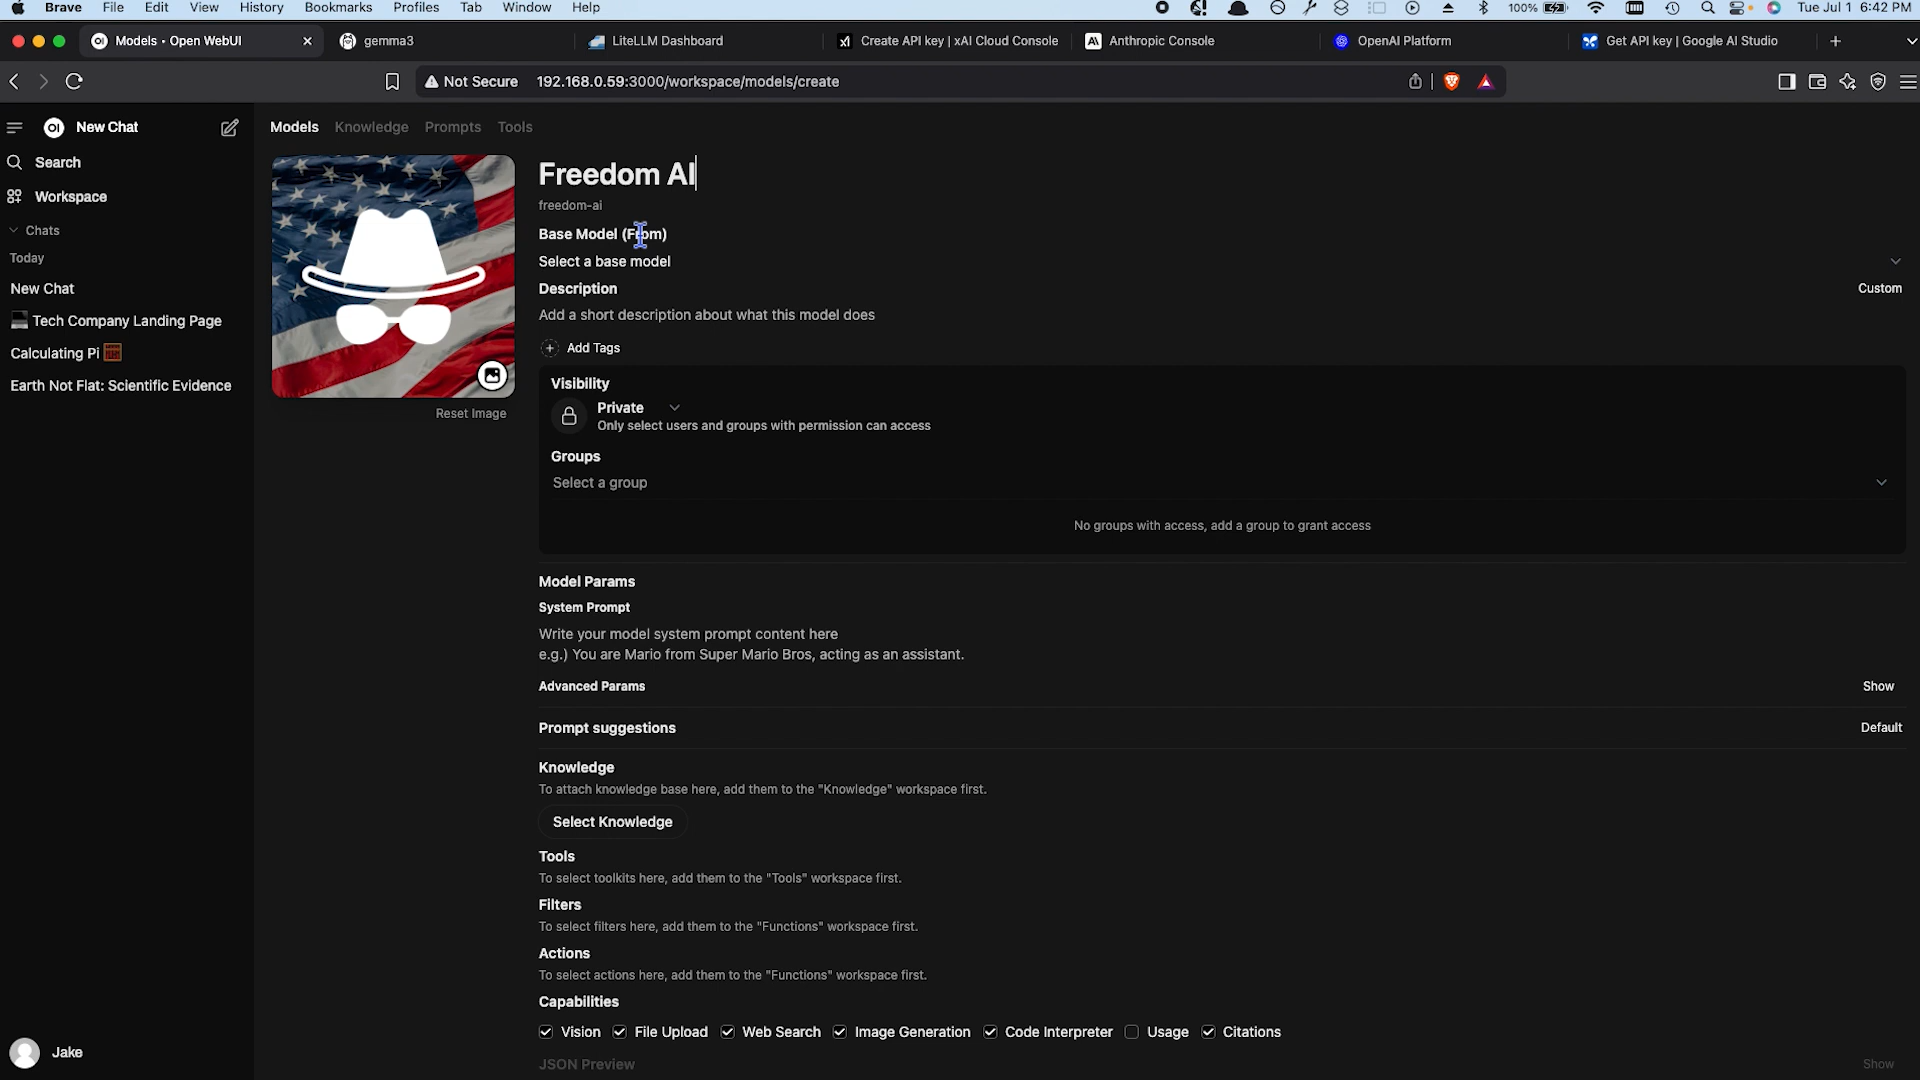 Brave File Edit View History Bookmarks Profiles Tab Window Help 100% Tue Jul 1 6:42 PM
Models • Open WebUI gemma3 LiteLLM Dashboard Create API key | xAI Cloud Console Anthropic Console OpenAI Platform Get API key | Google AI Studio
Not Secure 192.168.0.59:3000/workspace/models/create
New Chat
Search
Workspace
Chats
Today
New Chat
Tech Company Landing Page
Calculating Pi
Earth Not Flat: Scientific Evidence
Jake
Models Knowledge Prompts Tools
Reset Image
Freedom AI
freedom-ai
Base Model (From)
Select a base model
Description Custom
Add a short description about what this model does
Add Tags
Visibility
Private
Only select users and groups with permission can access
Groups
Select a group
No groups with access, add a group to grant access
Model Params
System Prompt
Write your model system prompt content here
e.g.) You are Mario from Super Mario Bros, acting as an assistant.
Advanced Params Show
Prompt suggestions Default
Knowledge
To attach knowledge base here, add them to the "Knowledge" workspace first.
Select Knowledge
Tools
To select toolkits here, add them to the "Tools" workspace first.
Filters
To select filters here, add them to the "Functions" workspace first.
Actions
To select actions here, add them to the "Functions" workspace first.
Capabilities
Vision File Upload Web Search Image Generation Code Interpreter Usage Citations
JSON Preview Show